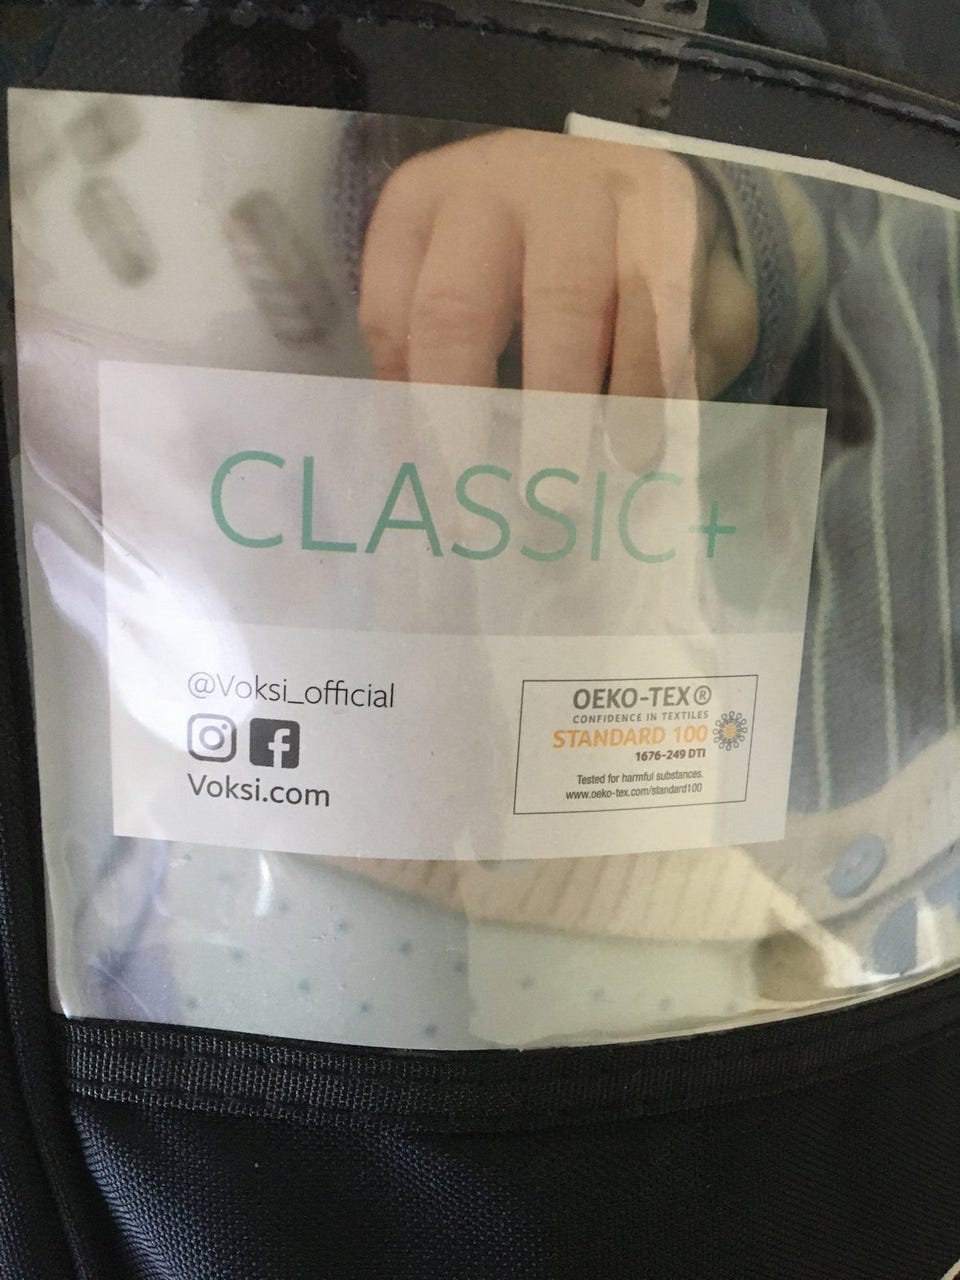 CLASSIC+
@Voksi_official
Voksi.com
OEKO-TEX®
CONFIDENCE IN TEXTILES
STANDARD 100
1676-249 DTI
Tested for harmful substances.
www.oeko-tex.com/standard100